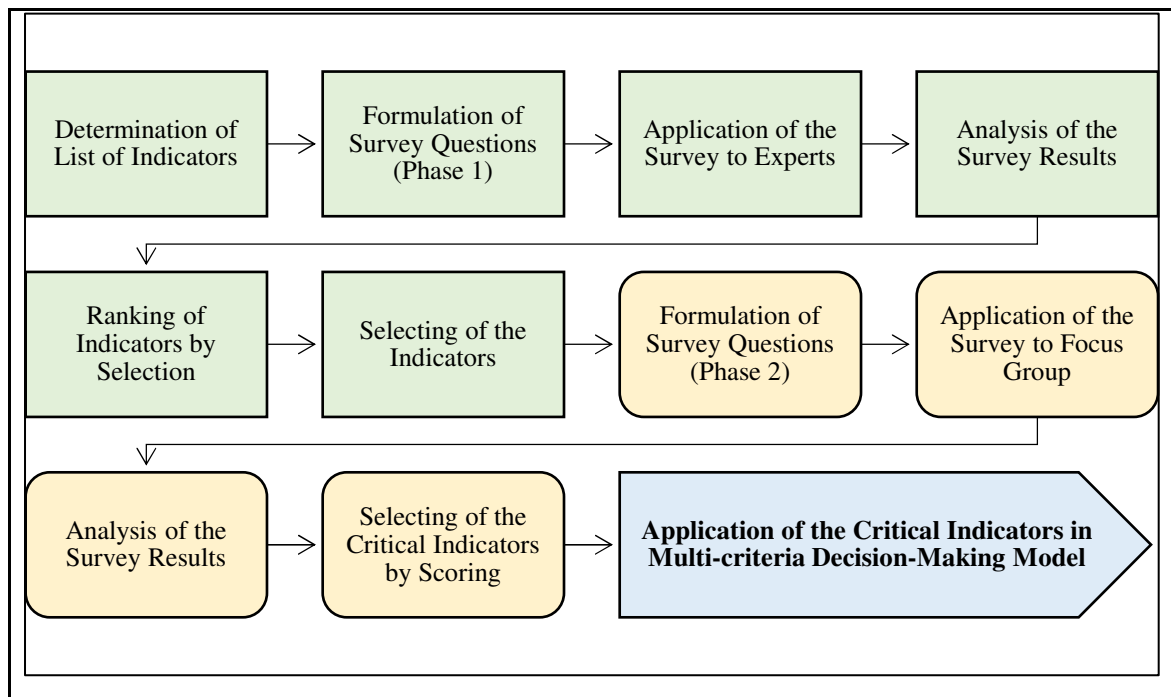 Determination of
List of Indicators
Formulation of
Survey Questions
(Phase 1)
Application of the
Survey to Experts
Analysis of the
Survey Results
Ranking of
Indicators by
Selection
Selecting of the
Indicators
Formulation of
Survey Questions
(Phase 2)
Application of the
Survey to Focus
Group
Analysis of the
Survey Results
Selecting of the
Critical Indicators
by Scoring
Application of the Critical Indicators in
Multi-criteria Decision-Making Model